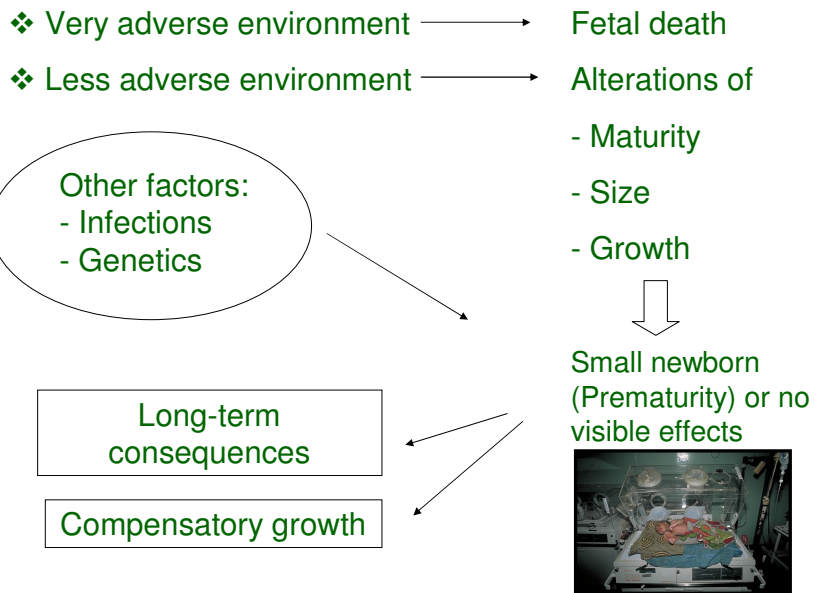 ❖ Very adverse environment
Fetal death
❖ Less adverse environment
Alterations of
- Maturity
- Size
- Growth
Other factors:
- Infections
- Genetics
Small newborn
(Prematurity) or no
visible effects
Long-term
consequences
Compensatory growth